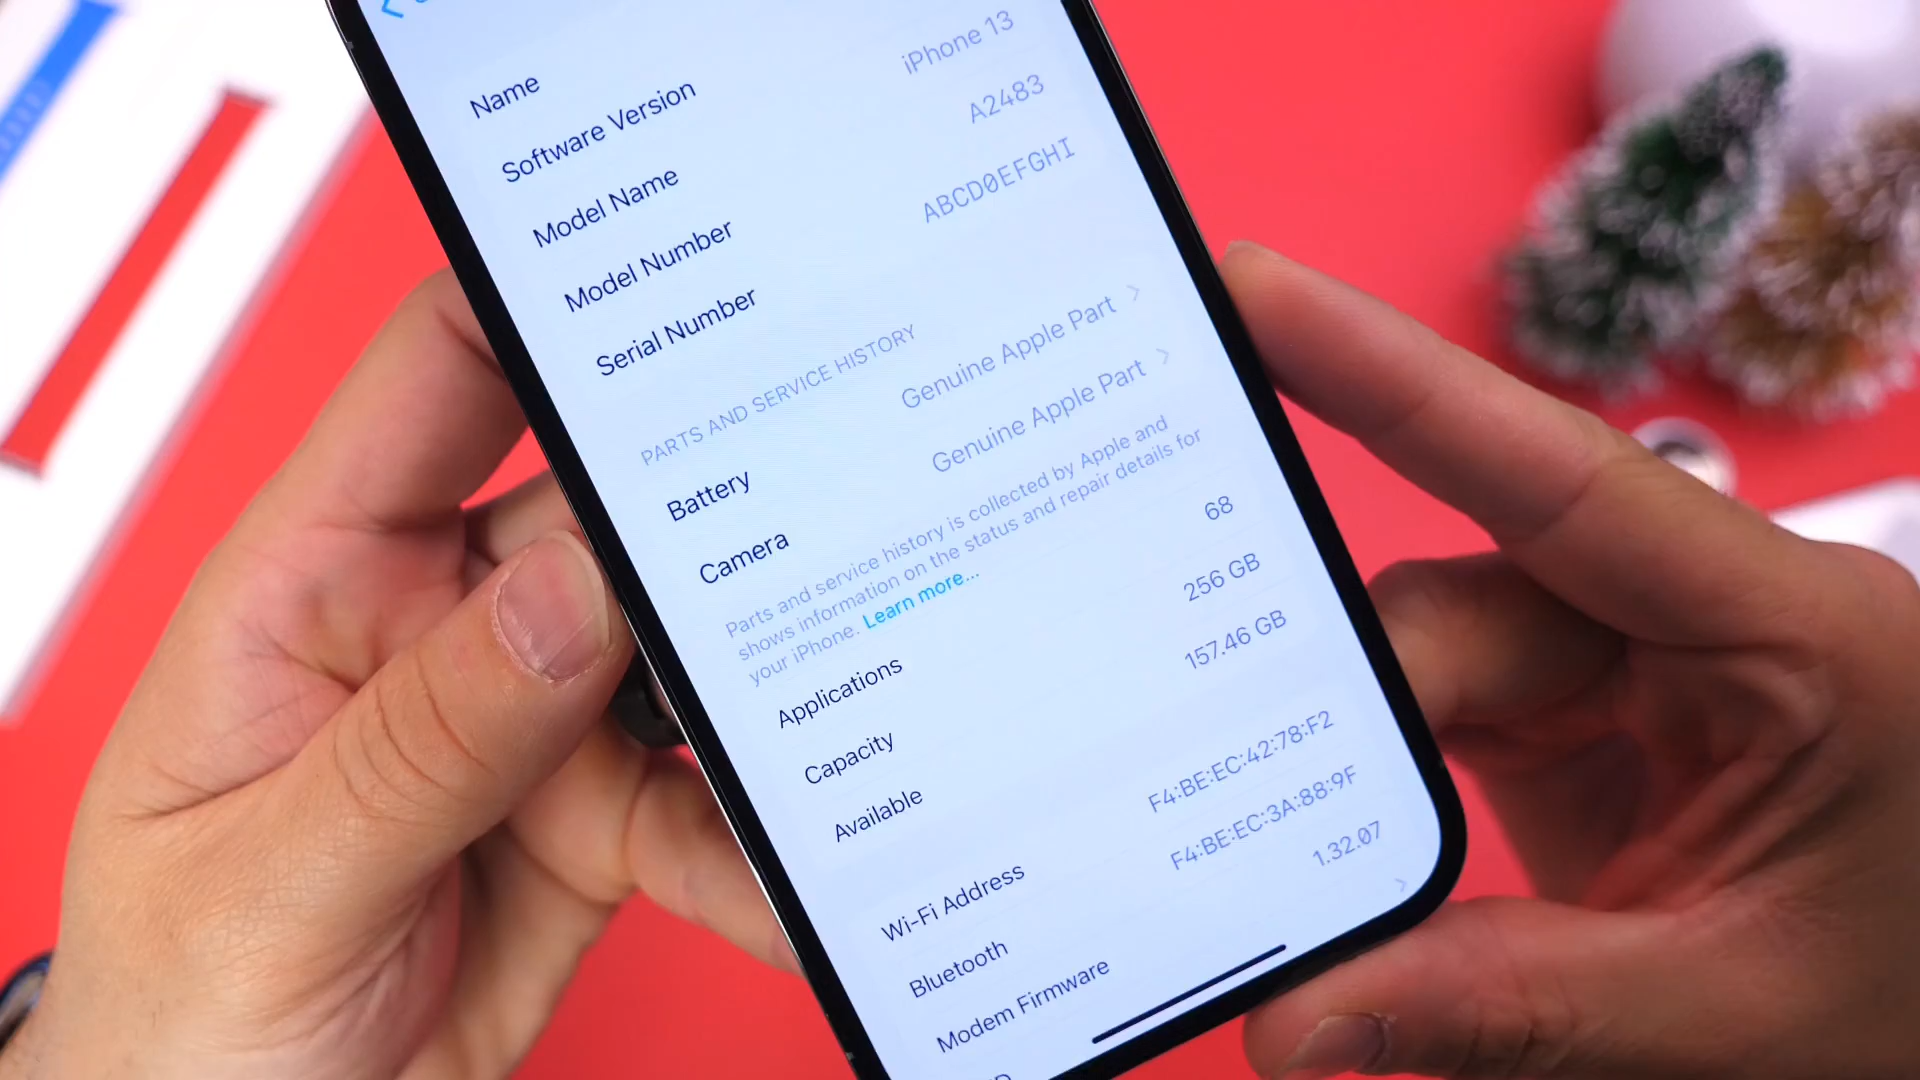 Name
Software Version
Model Name iPhone 13
Model Number A2483
Serial Number ABCD0EFGHI
PARTS AND SERVICE HISTORY
Battery Genuine Apple Part
Camera Genuine Apple Part
Parts and service history is collected by Apple and
shows information on the status and repair details for
your iPhone. Learn more...
Applications 68
Capacity 256 GB
Available 157.46 GB
Wi-Fi Address F4:BE:EC:42:78:F2
Bluetooth F4:BE:EC:3A:88:9F
Modem Firmware 1.32.07